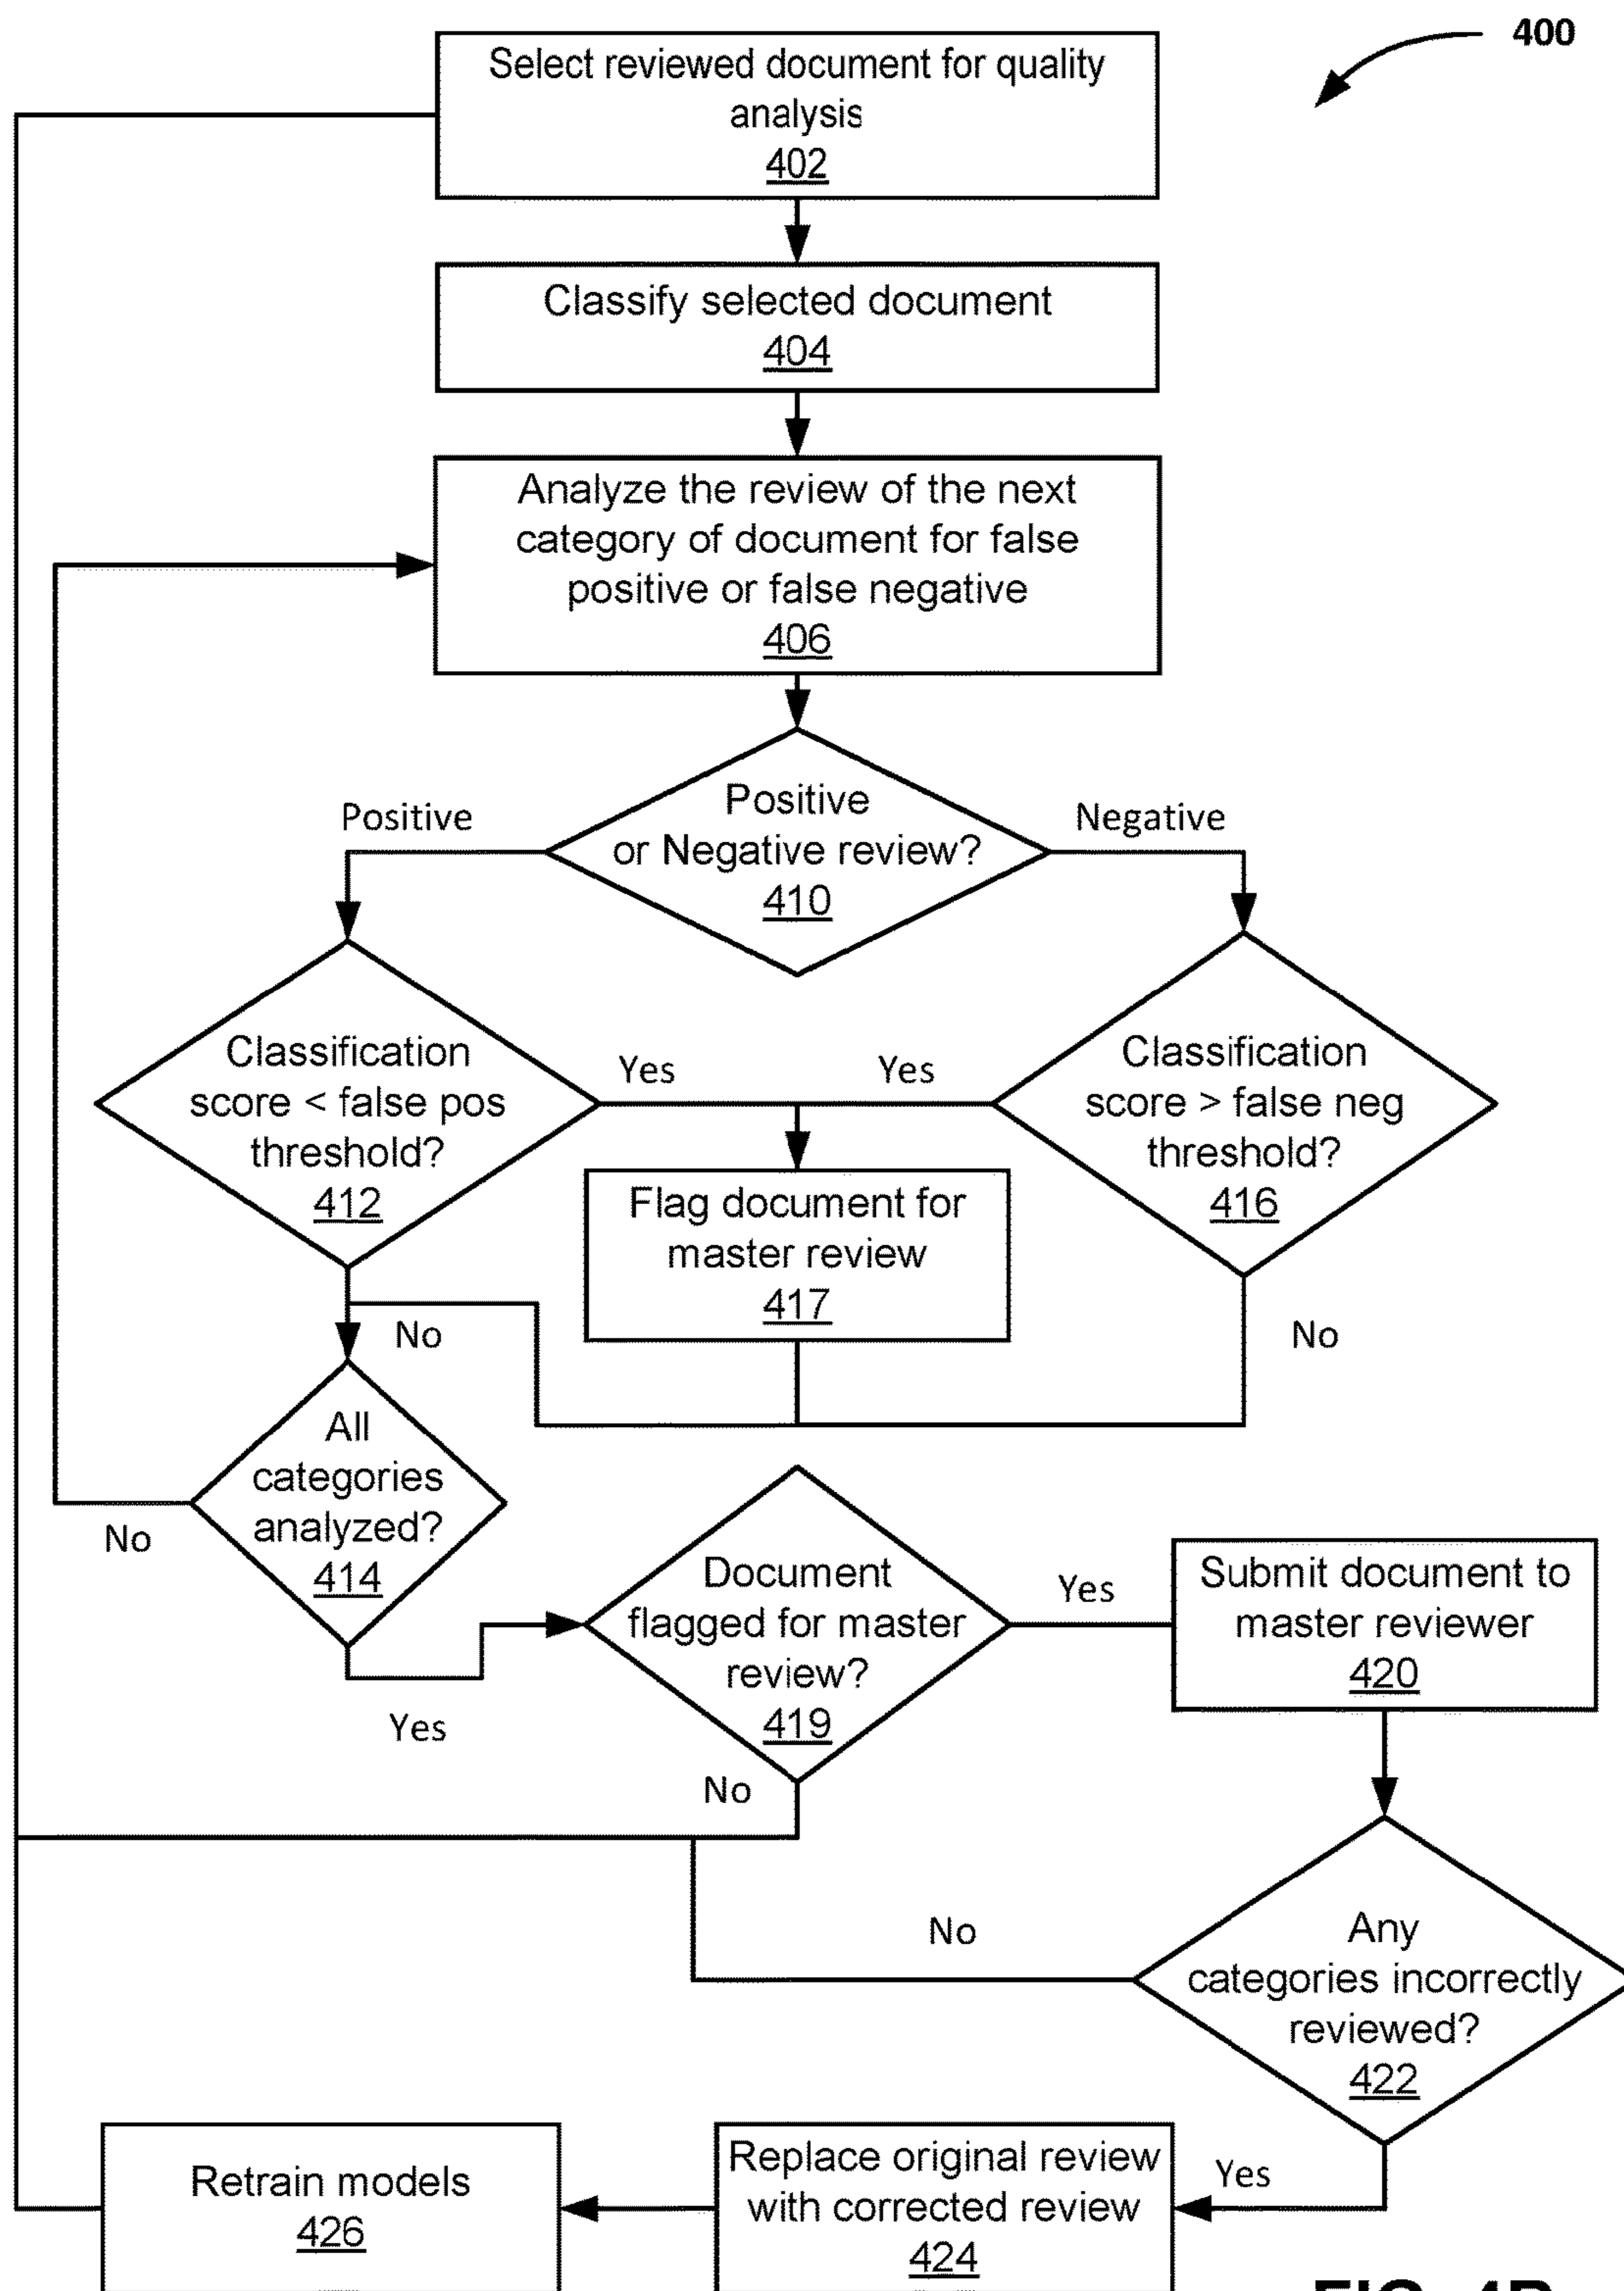 400
Select reviewed document for quality
analysis
402
Classify selected document
404
Analyze the review of the next
category of document for false
positive or false negative
406
Positive
or Negative review?
410
Positive
Negative
Classification
score < false pos
threshold?
412
Yes
Yes
Classification
score > false neg
threshold?
416
Flag document for
master review
417
No
No
All
categories
analyzed?
414
No
Yes
Document
flagged for master
review?
419
Yes
No
Submit document to
master reviewer
420
Any
categories incorrectly
reviewed?
422
No
Yes
Replace original review
with corrected review
424
Retrain models
426